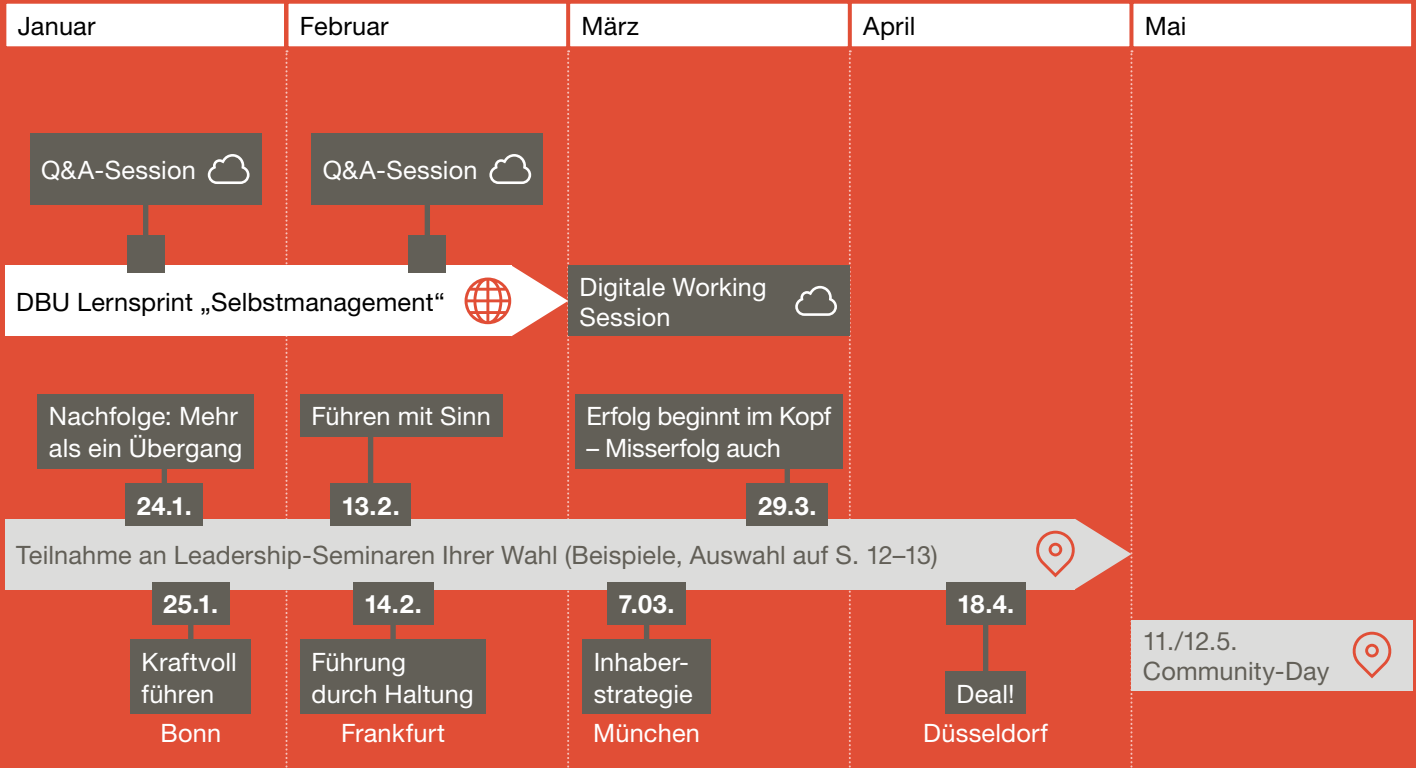 Januar
Februar
März
April
Mai
Q&A-Session
Q&A-Session
DBU Lernsprint „Selbstmanagement“
Digitale Working
Session
Nachfolge: Mehr
als ein Übergang
Führen mit Sinn
Erfolg beginnt im Kopf
– Misserfolg auch
24.1.
13.2.
29.3.
Teilnahme an Leadership-Seminaren Ihrer Wahl (Beispiele, Auswahl auf S. 12–13)
25.1.
14.2.
7.03.
18.4.
Kraftvoll
führen
Führung
durch Haltung
Inhaber-
strategie
Deal!
11./12.5.
Community-Day
Bonn
Frankfurt
München
Düsseldorf